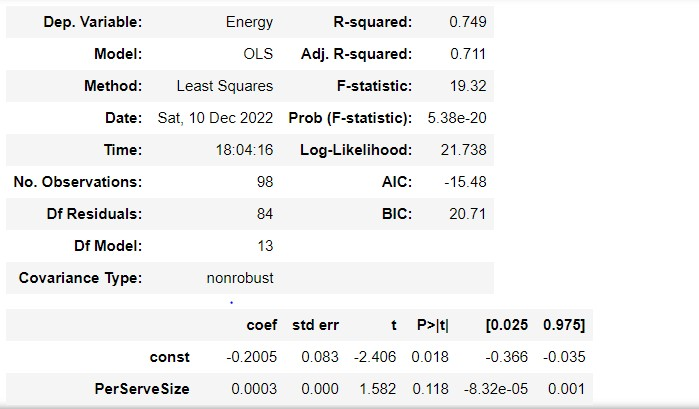 Dep. Variable: Energy R-squared: 0.749
Model: OLS Adj. R-squared: 0.711
Method: Least Squares F-statistic: 19.32
Date: Sat, 10 Dec 2022 Prob (F-statistic): 5.38e-20
Time: 18:04:16 Log-Likelihood: 21.738
No. Observations: 98 AIC: -15.48
Df Residuals: 84 BIC: 20.71
Df Model: 13
Covariance Type: nonrobust
coef std err t P>|t| [0.025 0.975]
const -0.2005 0.083 -2.406 0.018 -0.366 -0.035
PerServeSize 0.0003 0.000 1.582 0.118 -8.32e-05 0.001